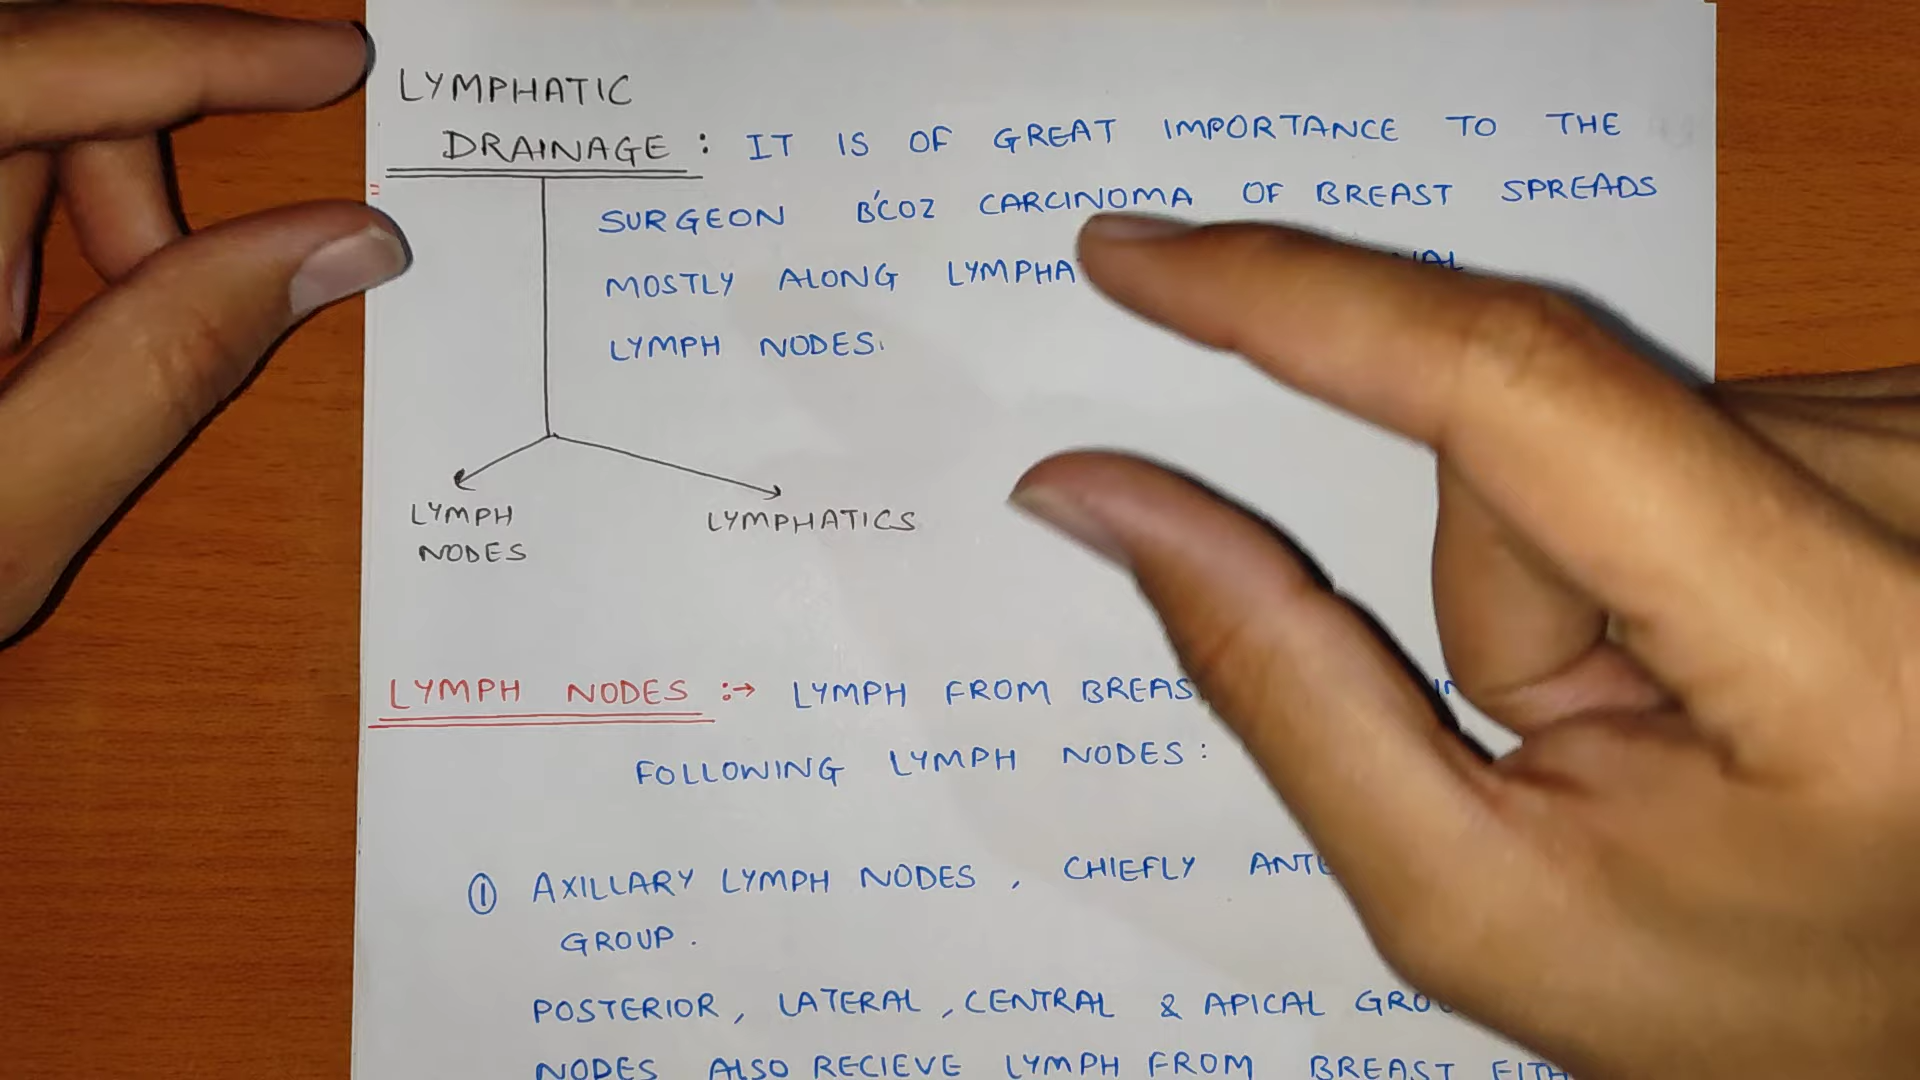 LYMPHATIC
DRAINAGE : IT IS OF GREAT IMPORTANCE TO THE
SURGEON B'COZ CARCINOMA OF BREAST SPREADS
MOSTLY ALONG
LYMPH NODES.
LYMPH
NODES
LYMPHATICS
LYMPH NODES :→ LYMPH FROM
FOLLOWING LYMPH NODES :
① AXILLARY LYMPH NODES , CHIEFLY
GROUP .
POSTERIOR , LATERAL , CENTRAL & APICAL
NODES ALSO RECIEVE LYMPH FROM BREAST